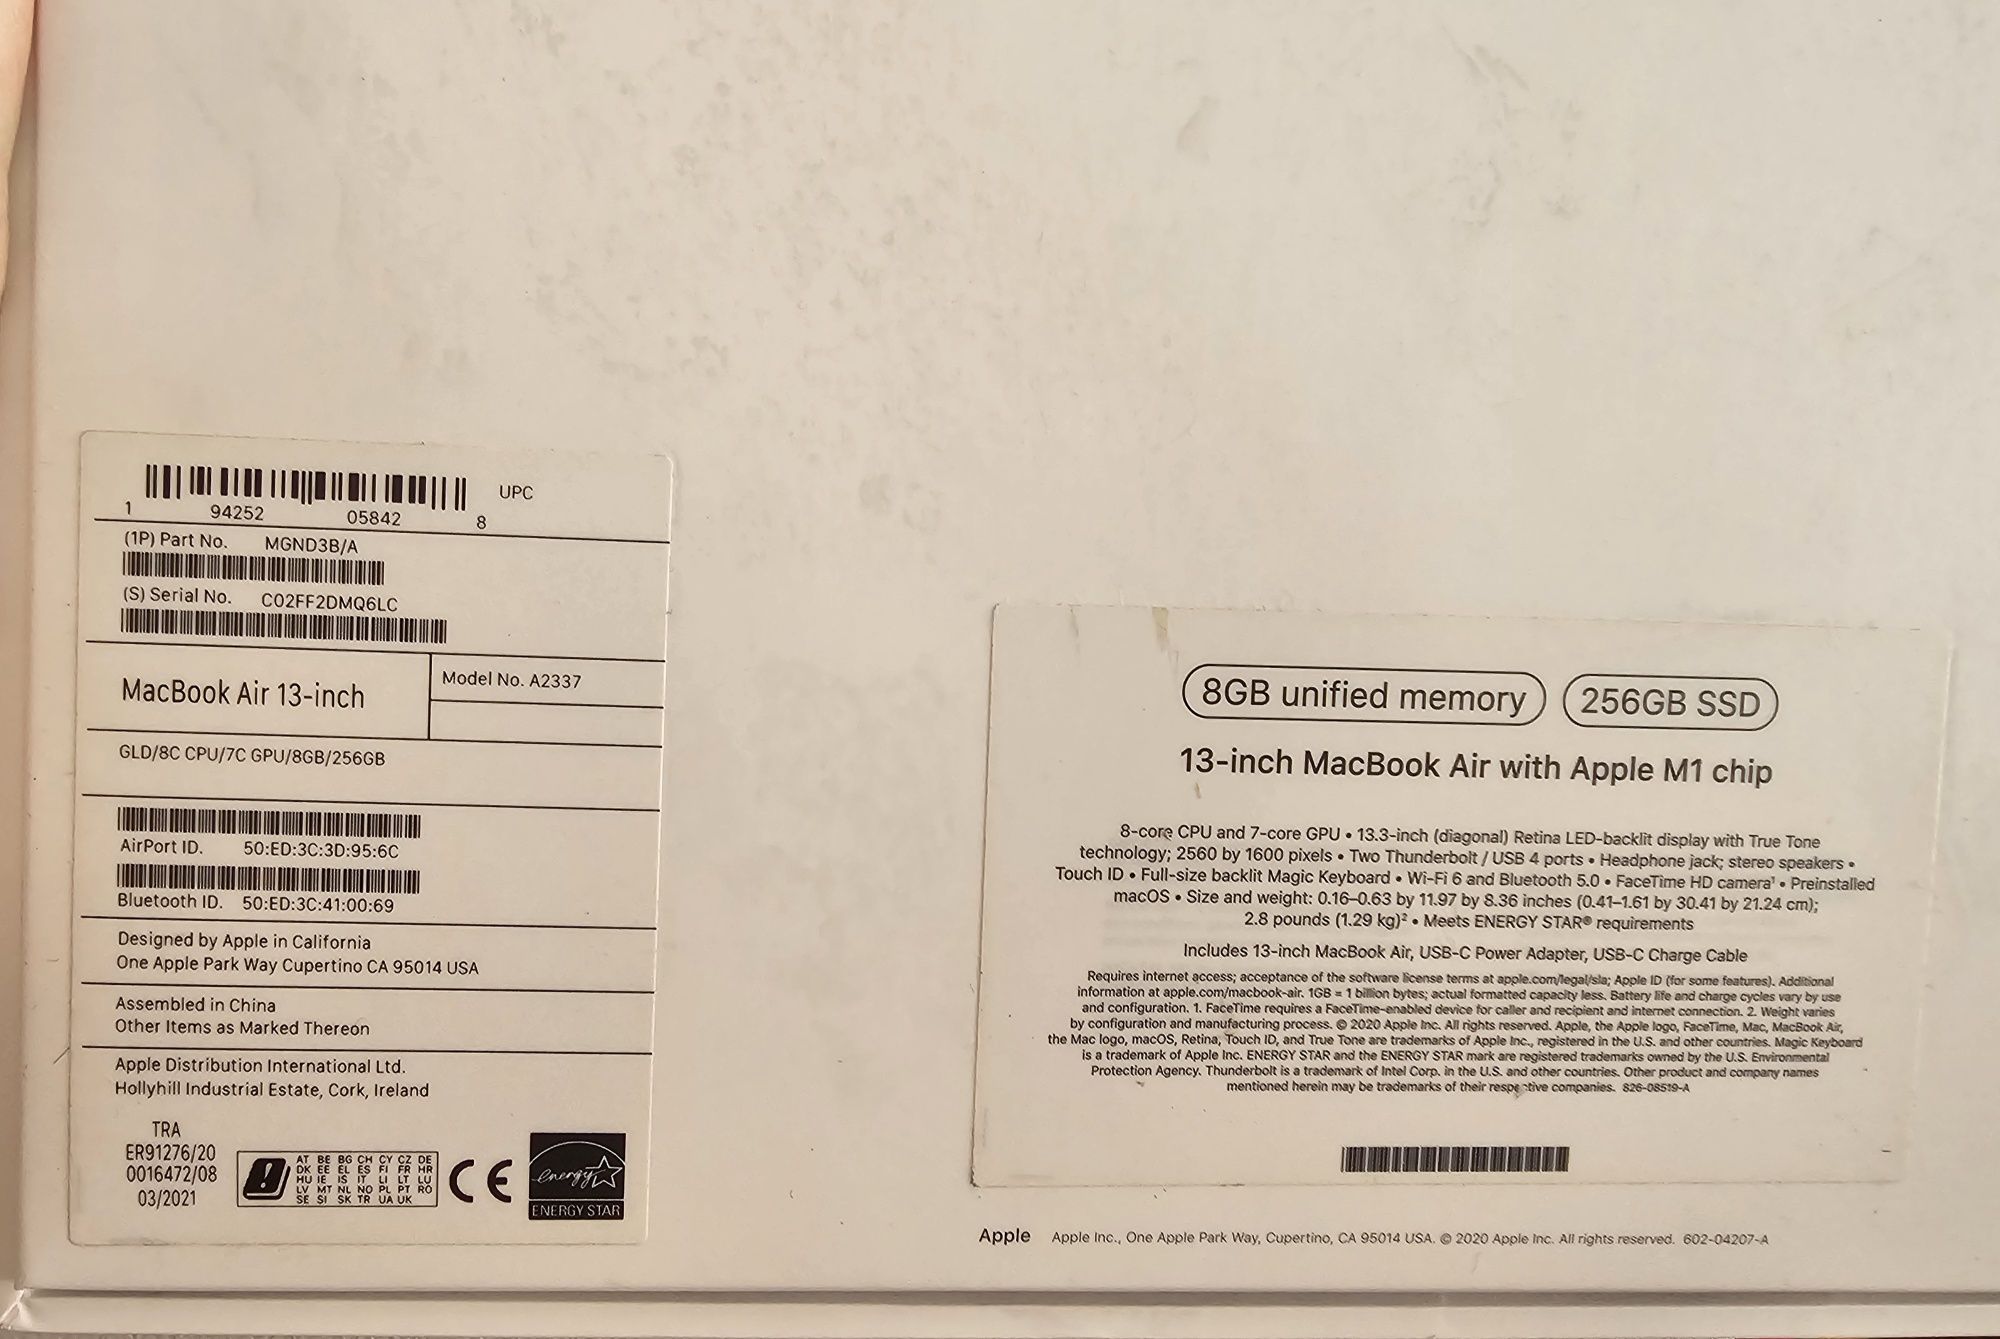 UPC
1 94252 05842 8
(1P) Part No. MGND3B/A
(S) Serial No. C02FF2DMQ6LC
MacBook Air 13-inch
Model No. A2337
GLD/8C CPU/7C GPU/8GB/256GB
AirPort ID. 50:ED:3C:3D:95:6C
Bluetooth ID. 50:ED:3C:41:00:69
Designed by Apple in California
One Apple Park Way Cupertino CA 95014 USA
Assembled in China
Other Items as Marked Thereon
Apple Distribution International Ltd.
Hollyhill Industrial Estate, Cork, Ireland
TRA
ER91276/20
0016472/08
03/2021
AT BE BG CH CY CZ DE
DK EE EL ES FI FR HR
HU IE IS IT LI LT LU
LV MT NL NO PL PT RO
SE SI SK TR UA UK
CE
energy
ENERGY STAR
8GB unified memory 256GB SSD
13-inch MacBook Air with Apple M1 chip
8-core CPU and 7-core GPU • 13.3-inch (diagonal) Retina LED-backlit display with True Tone
technology; 2560 by 1600 pixels • Two Thunderbolt / USB 4 ports • Headphone jack; stereo speakers •
Touch ID • Full-size backlit Magic Keyboard • Wi-Fi 6 and Bluetooth 5.0 • FaceTime HD camera¹ • Preinstalled
macOS • Size and weight: 0.16–0.63 by 11.97 by 8.36 inches (0.41–1.61 by 30.41 by 21.24 cm);
2.8 pounds (1.29 kg)² • Meets ENERGY STAR® requirements
Includes 13-inch MacBook Air, USB-C Power Adapter, USB-C Charge Cable
Requires internet access; acceptance of the software license terms at apple.com/legal/sla; Apple ID (for some features). Additional
information at apple.com/macbook-air. 1GB = 1 billion bytes; actual formatted capacity less. Battery life and charge cycles vary by use
and configuration. 1. FaceTime requires a FaceTime-enabled device for caller and recipient and internet connection. 2. Weight varies
by configuration and manufacturing process. © 2020 Apple Inc. All rights reserved. Apple, the Apple logo, FaceTime, Mac, MacBook Air,
the Mac logo, macOS, Retina, Touch ID, and True Tone are trademarks of Apple Inc., registered in the U.S. and other countries. Magic Keyboard
is a trademark of Apple Inc. ENERGY STAR and the ENERGY STAR mark are registered trademarks owned by the U.S. Environmental
Protection Agency. Thunderbolt is a trademark of Intel Corp. in the U.S. and other countries. Other product and company names
mentioned herein may be trademarks of their respective companies. 826-08519-A
Apple Apple Inc., One Apple Park Way, Cupertino, CA 95014 USA. © 2020 Apple Inc. All rights reserved. 602-04207-A